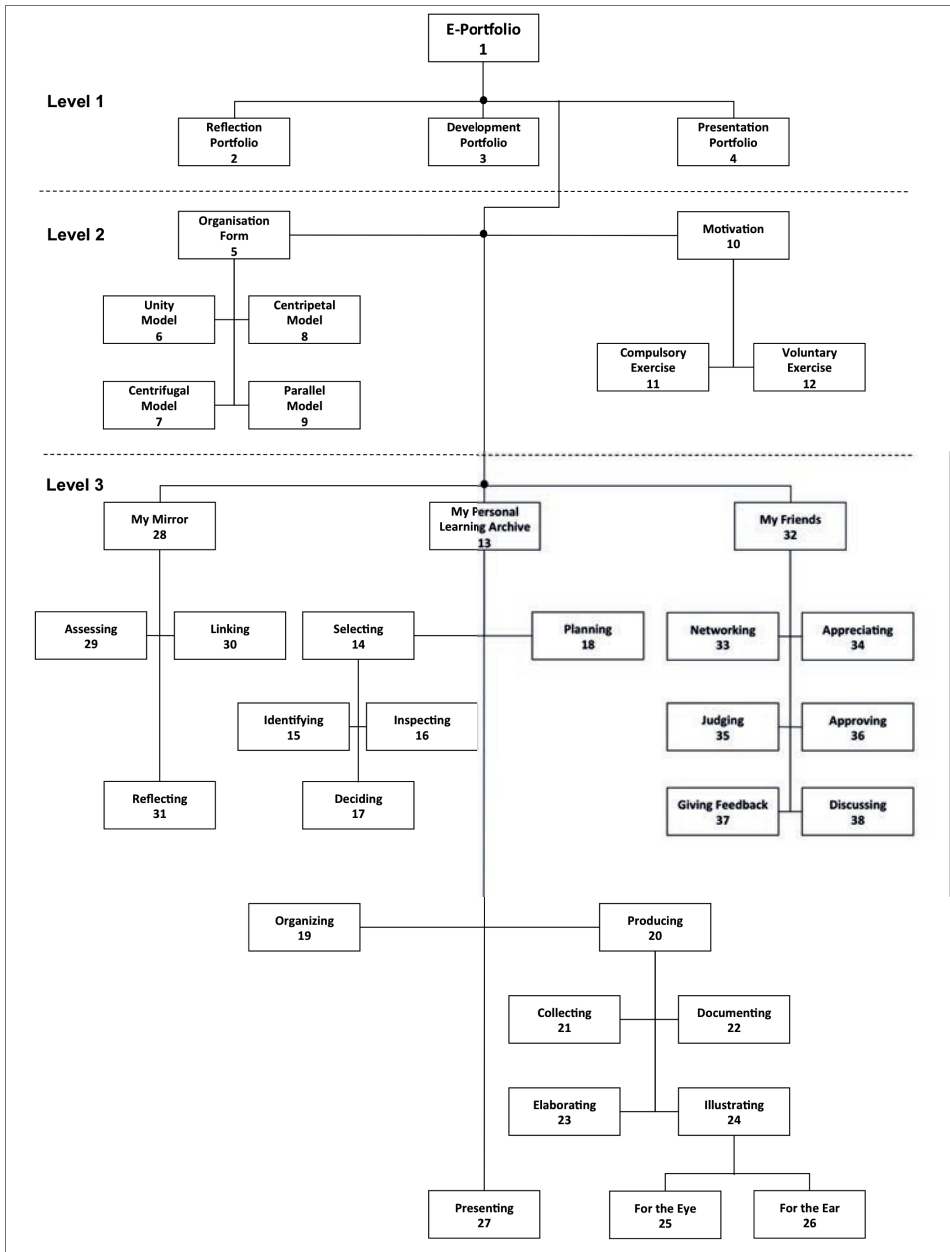 E-Portfolio
1
Level 1
Reflection
Portfolio
2
Development
Portfolio
3
Presentation
Portfolio
4
Level 2
Organisation
Form
5
Motivation
10
Unity
Model
6
Centripetal
Model
8
Compulsory
Exercise
11
Voluntary
Exercise
12
Centrifugal
Model
7
Parallel
Model
9
Level 3
My Mirror
28
My Personal
Learning Archive
13
My Friends
32
Assessing
29
Linking
30
Selecting
14
Planning
18
Networking
33
Appreciating
34
Identifying
15
Inspecting
16
Judging
35
Approving
36
Reflecting
31
Deciding
17
Giving Feedback
37
Discussing
38
Organizing
19
Producing
20
Collecting
21
Documenting
22
Elaborating
23
Illustrating
24
Presenting
27
For the Eye
25
For the Ear
26